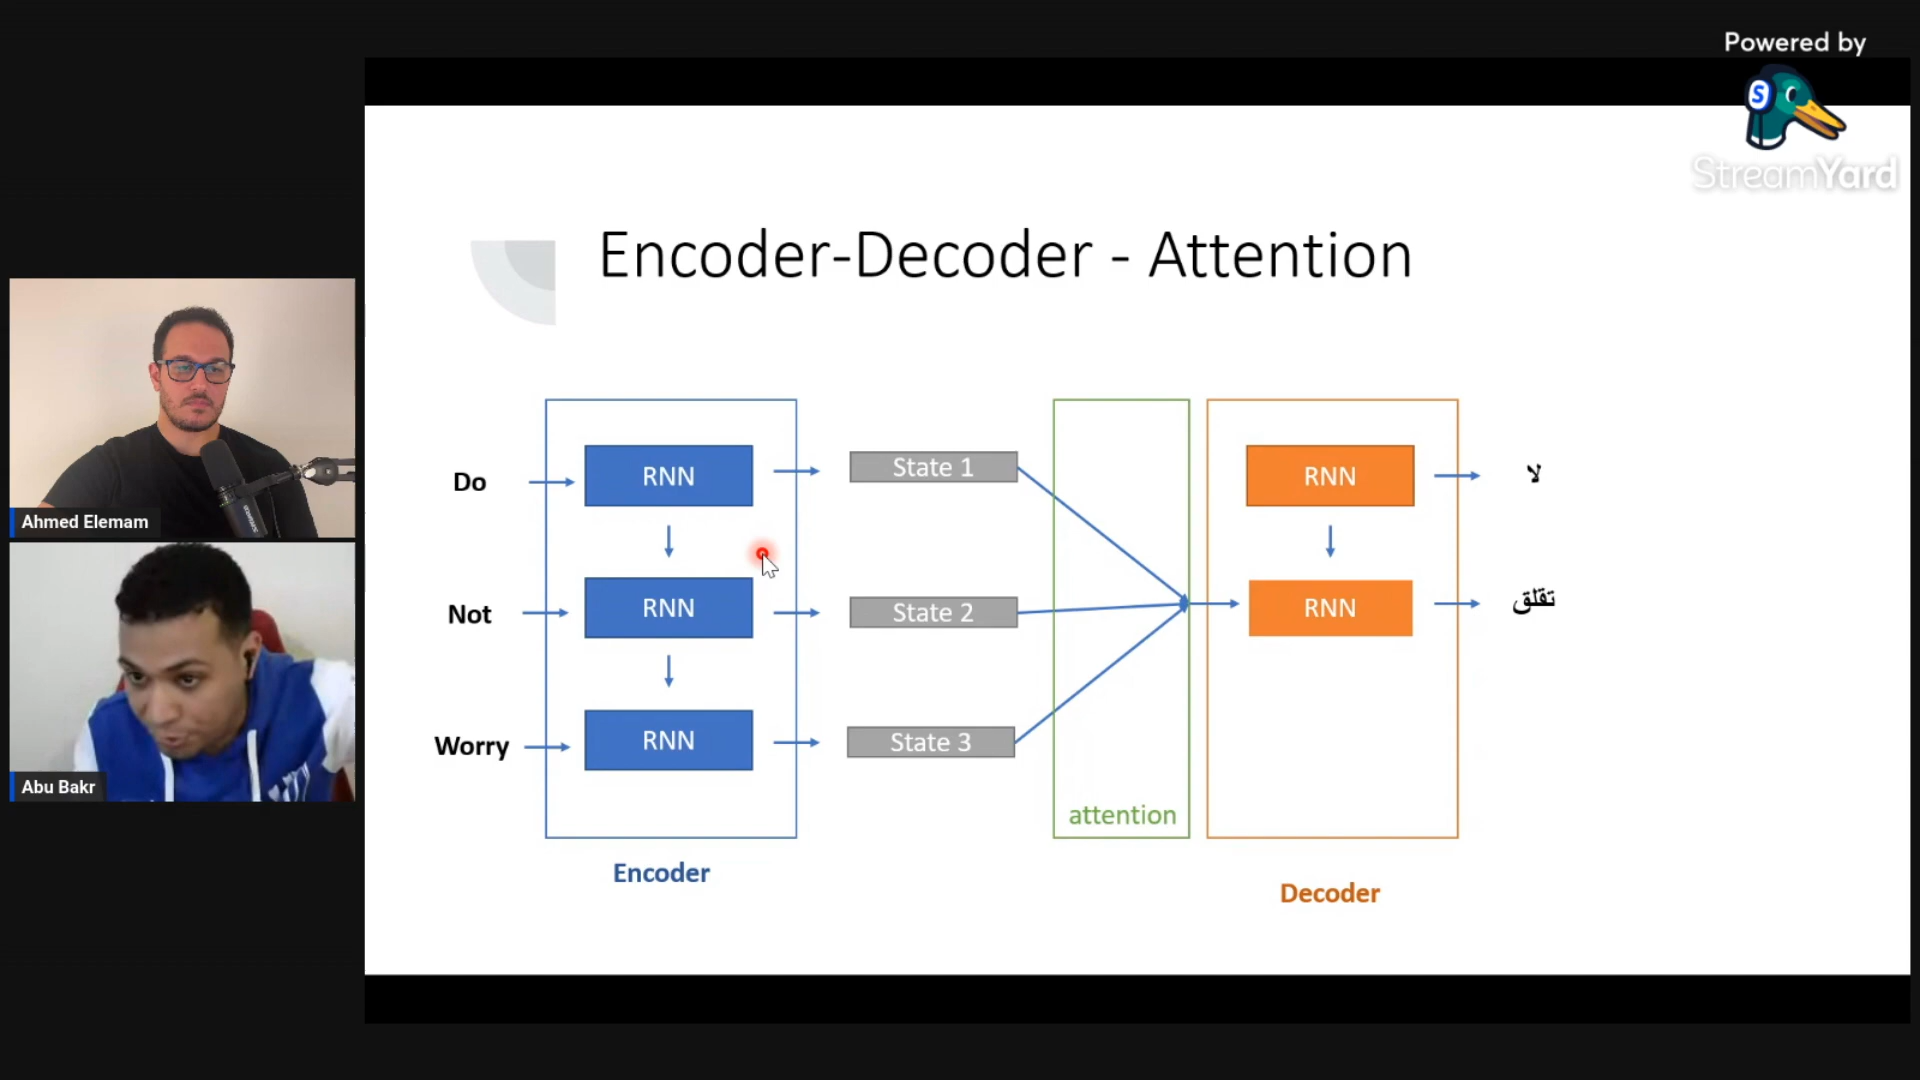 Powered by
StreamYard
Encoder-Decoder - Attention
Do
RNN
State 1
RNN
لا
Not
RNN
State 2
RNN
تقلق
Worry
RNN
State 3
attention
Encoder
Decoder
Ahmed Elemam
Abu Bakr